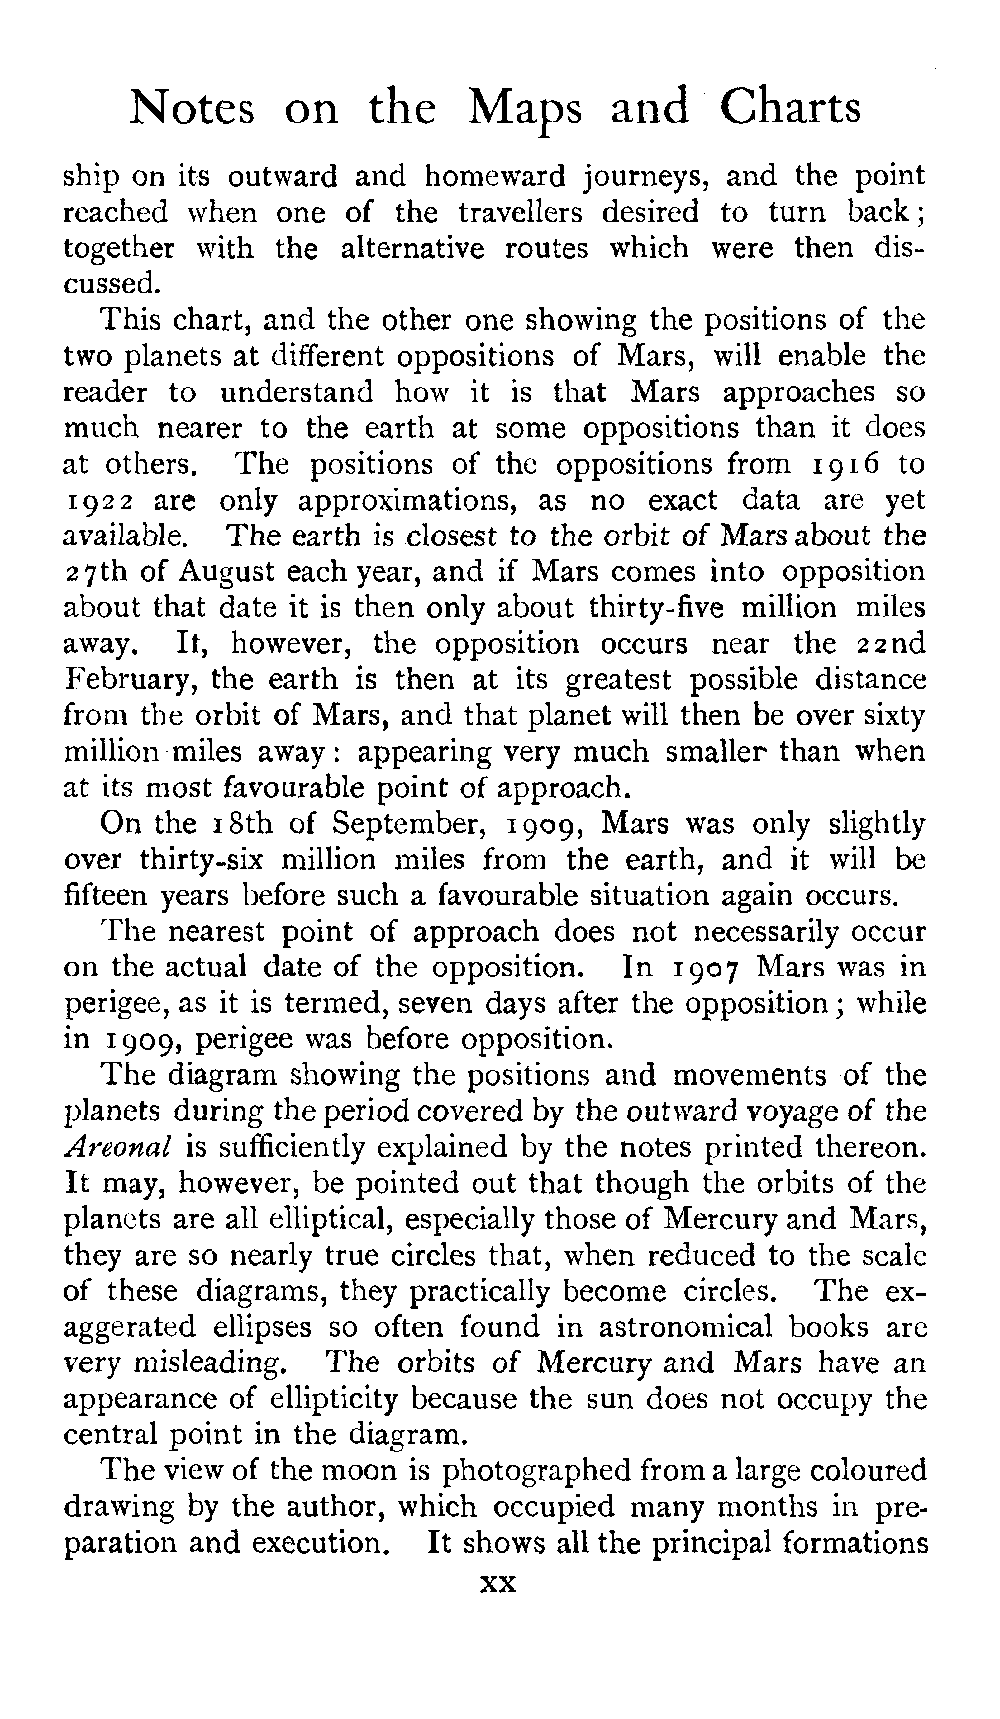 Notes on the Maps and Charts
ship on its outward and homeward journeys, and the point
reached when one of the travellers desired to turn back;
together with the alternative routes which were then dis-
cussed.
This chart, and the other one showing the positions of the
two planets at different oppositions of Mars, will enable the
reader to understand how it is that Mars approaches so
much nearer to the earth at some oppositions than it does
at others. The positions of the oppositions from 1916 to
1922 are only approximations, as no exact data are yet
available. The earth is closest to the orbit of Mars about the
27th of August each year, and if Mars comes into opposition
about that date it is then only about thirty-five million miles
away. If, however, the opposition occurs near the 22nd
February, the earth is then at its greatest possible distance
from the orbit of Mars, and that planet will then be over sixty
million miles away: appearing very much smaller than when
at its most favourable point of approach.
On the 18th of September, 1909, Mars was only slightly
over thirty-six million miles from the earth, and it will be
fifteen years before such a favourable situation again occurs.
The nearest point of approach does not necessarily occur
on the actual date of the opposition. In 1907 Mars was in
perigee, as it is termed, seven days after the opposition; while
in 1909, perigee was before opposition.
The diagram showing the positions and movements of the
planets during the period covered by the outward voyage of the
Areonal is sufficiently explained by the notes printed thereon.
It may, however, be pointed out that though the orbits of the
planets are all elliptical, especially those of Mercury and Mars,
they are so nearly true circles that, when reduced to the scale
of these diagrams, they practically become circles. The ex-
aggerated ellipses so often found in astronomical books are
very misleading. The orbits of Mercury and Mars have an
appearance of ellipticity because the sun does not occupy the
central point in the diagram.
The view of the moon is photographed from a large coloured
drawing by the author, which occupied many months in pre-
paration and execution. It shows all the principal formations
xx